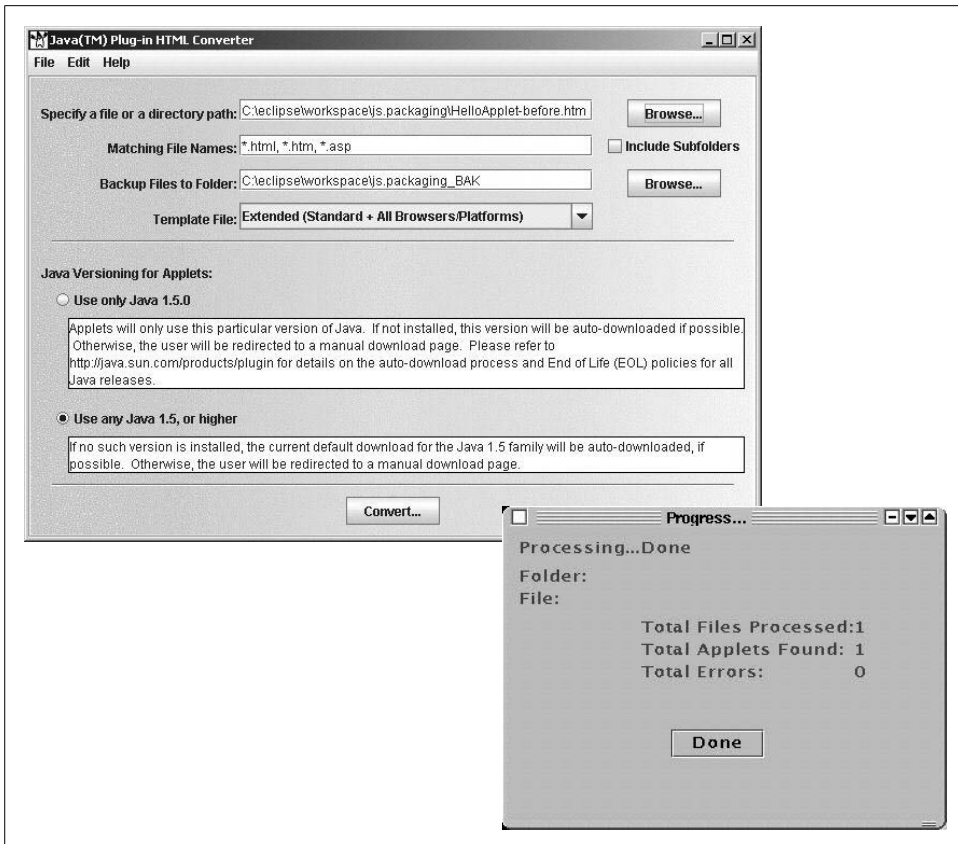 Java(TM) Plug-in HTML Converter
File Edit Help
Specify a file or a directory path: C:\eclipse\workspace\js.packaging\HelloApplet-before.htm Browse...
Matching File Names: *.html, *.htm, *.asp Include Subfolders
Backup Files to Folder: C:\eclipse\workspace\js.packaging_BAK Browse...
Template File: Extended (Standard + All Browsers/Platforms)
Java Versioning for Applets:
Use only Java 1.5.0
Applets will only use this particular version of Java. If not installed, this version will be auto-downloaded if possible.
Otherwise, the user will be redirected to a manual download page. Please refer to
http://java.sun.com/products/plugin for details on the auto-download process and End of Life (EOL) policies for all
Java releases.
Use any Java 1.5, or higher
If no such version is installed, the current default download for the Java 1.5 family will be auto-downloaded, if
possible. Otherwise, the user will be redirected to a manual download page.
Convert...
Progress...
Processing...Done
Folder:
File:
Total Files Processed:1
Total Applets Found: 1
Total Errors: 0
Done